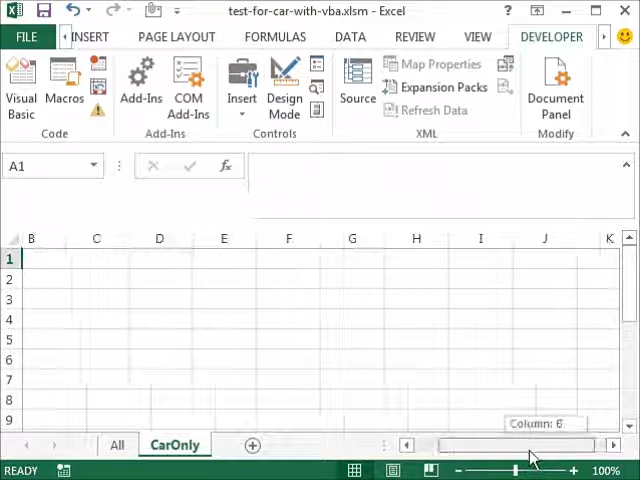 test-for-car-with-vba.xlsm - Excel
FILE INSERT PAGE LAYOUT FORMULAS DATA REVIEW VIEW DEVELOPER
Visual Basic Macros
Code
Add-Ins COM Add-Ins
Add-Ins
Insert Design Mode
Controls
Source Map Properties
Expansion Packs
Refresh Data
XML
Document Panel
Modify
A1 fx
B C D E F G H I J K
1
2
3
4
5
6
7
8
9
Column: 6
All CarOnly
READY 100%